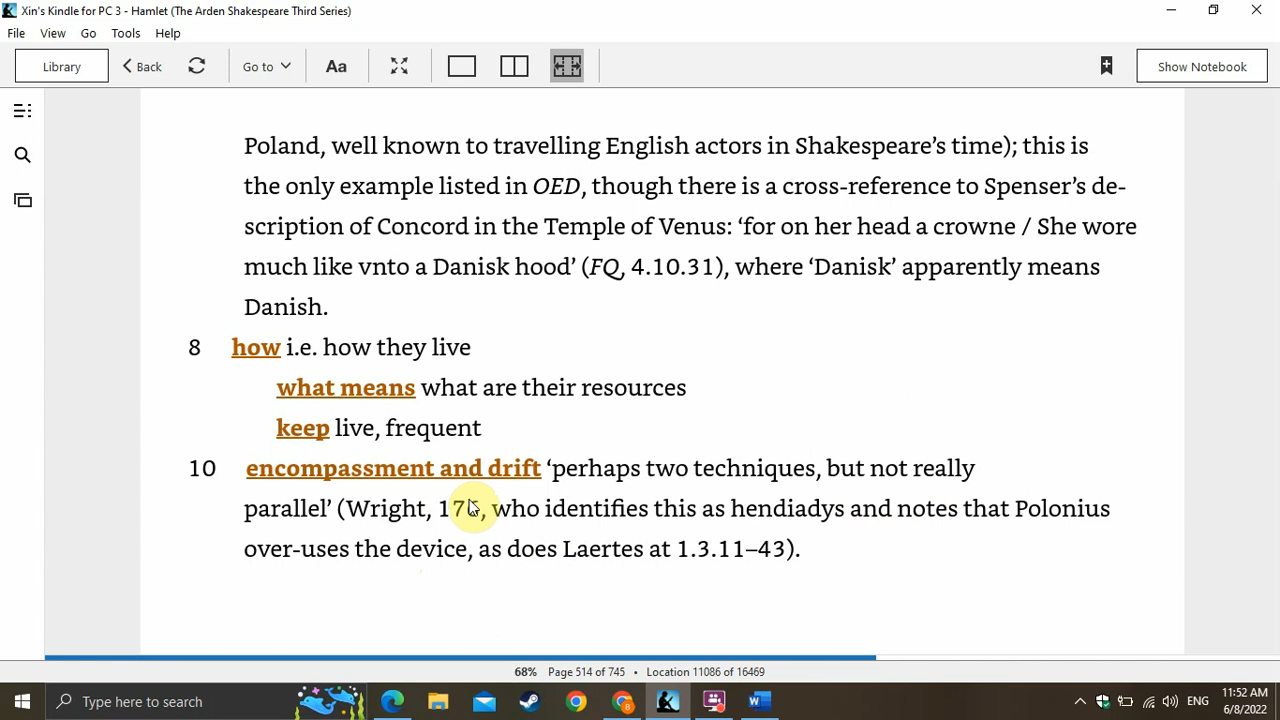 Xin's Kindle for PC 3 - Hamlet (The Arden Shakespeare Third Series)
File View Go Tools Help
Library Back Go to Aa Show Notebook
Poland, well known to travelling English actors in Shakespeare’s time); this is
the only example listed in OED, though there is a cross-reference to Spenser’s de-
scription of Concord in the Temple of Venus: ‘for on her head a crowne / She wore
much like vnto a Danisk hood’ (FQ, 4.10.31), where ‘Danisk’ apparently means
Danish.
8 how i.e. how they live
what means what are their resources
keep live, frequent
10 encompassment and drift ‘perhaps two techniques, but not really
parallel’ (Wright, who identifies this as hendiadys and notes that Polonius
over-uses the device, as does Laertes at 1.3.11–43).
68% Page 514 of 745 • Location 11086 of 16469
Type here to search
ENG
11:52 AM
6/8/2022